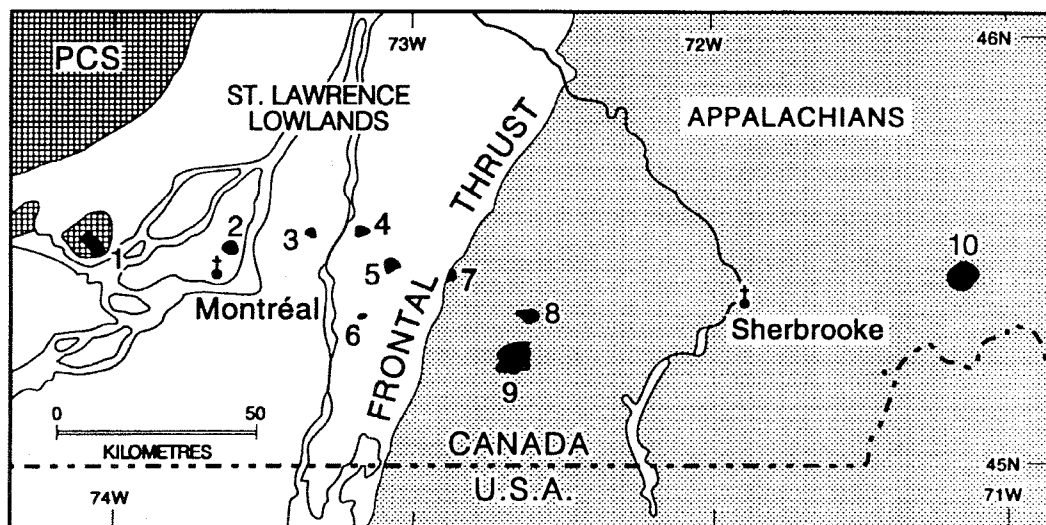 73W
72W
46N
PCS
ST. LAWRENCE
LOWLANDS
APPALACHIANS
FRONTAL THRUST
1
2
3
4
5
6
7
8
9
10
Montréal
Sherbrooke
0 50
KILOMETRES
CANADA
U.S.A.
45N
74W
71W